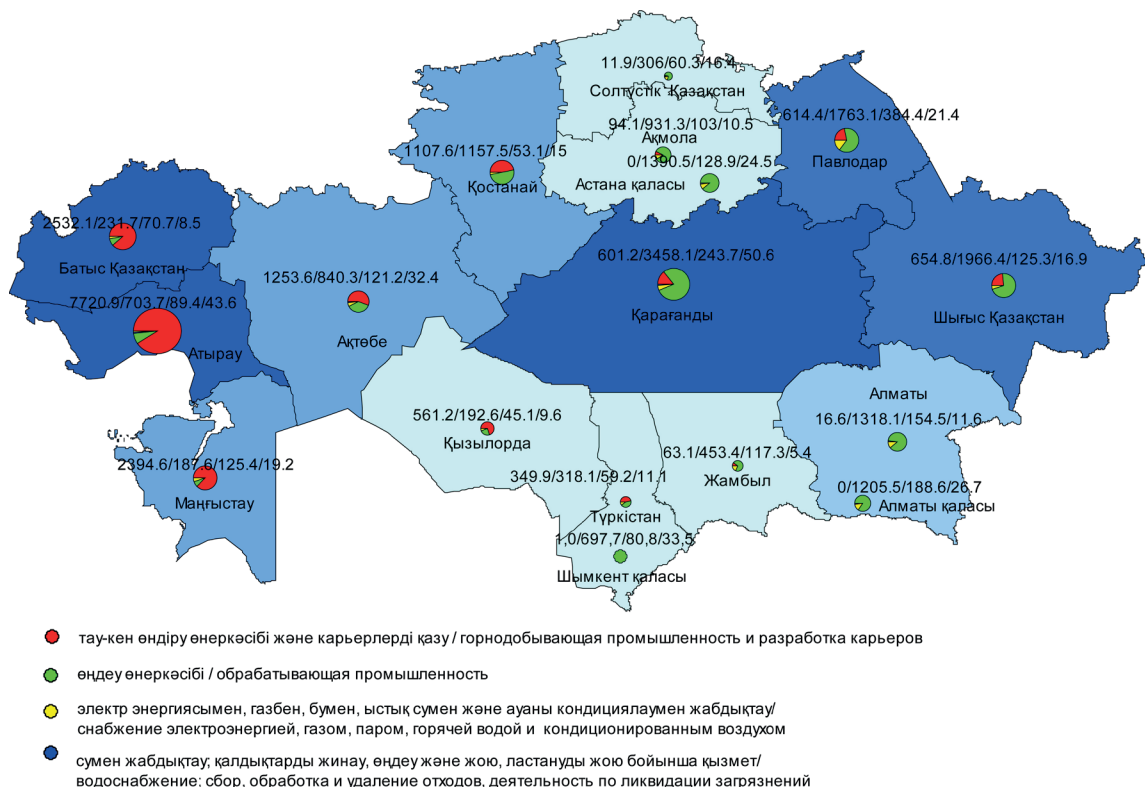 11.9/306/60.3/16.4
Солтүстік Қазақстан
94.1/931.3/103/10.5
Ақмола
0/1390.5/128.9/24.5
Астана қаласы
614.4/1763.1/384.4/21.4
Павлодар
1107.6/1157.5/53.1/15
Қостанай
2532.1/231.7/70.7/8.5
Батыс Қазақстан
7720.9/703.7/89.4/43.6
Атырау
1253.6/840.3/121.2/32.4
Ақтөбе
601.2/3458.1/243.7/50.6
Қарағанды
654.8/1966.4/125.3/16.9
Шығыс Қазақстан
2394.6/187.6/125.4/19.2
Маңғыстау
561.2/192.6/45.1/9.6
Қызылорда
349.9/318.1/59.2/11.1
Түркістан
1,0/697,7/80,8/33,5
Шымкент қаласы
63.1/453.4/117.3/5.4
Жамбыл
Алматы
16.6/1318.1/154.5/11.6
0/1205.5/188.6/26.7
Алматы қаласы
тау-кен өндіру өнеркәсібі және карьерлерді қазу / горнодобывающая промышленность и разработка карьеров
өңдеу өнеркәсібі / обрабатывающая промышленность
электр энергиясымен, газбен, бумен, ыстық сумен және ауаны кондициялаумен жабдықтау/
снабжение электроэнергией, газом, паром, горячей водой и кондиционированным воздухом
сумен жабдықтау; қалдықтарды жинау, өңдеу және жою, ластануды жою бойынша қызмет/
водоснабжение; сбор, обработка и удаление отходов, деятельность по ликвидации загрязнений